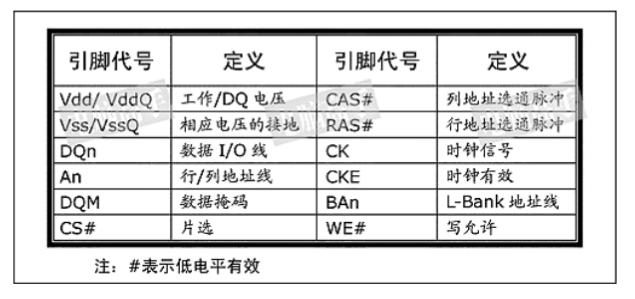 引脚代号 定义 引脚代号 定义
Vdd/ VddQ 工作/DQ 电压 CAS# 列地址选通脉冲
Vss/VssQ 相应电压的接地 RAS# 行地址选通脉冲
DQn 数据 I/O 线 CK 时钟信号
An 行/列地址线 CKE 时钟有效
DQM 数据掩码 BAn L-Bank 地址线
CS# 片选 WE# 写允许
注：#表示低电平有效